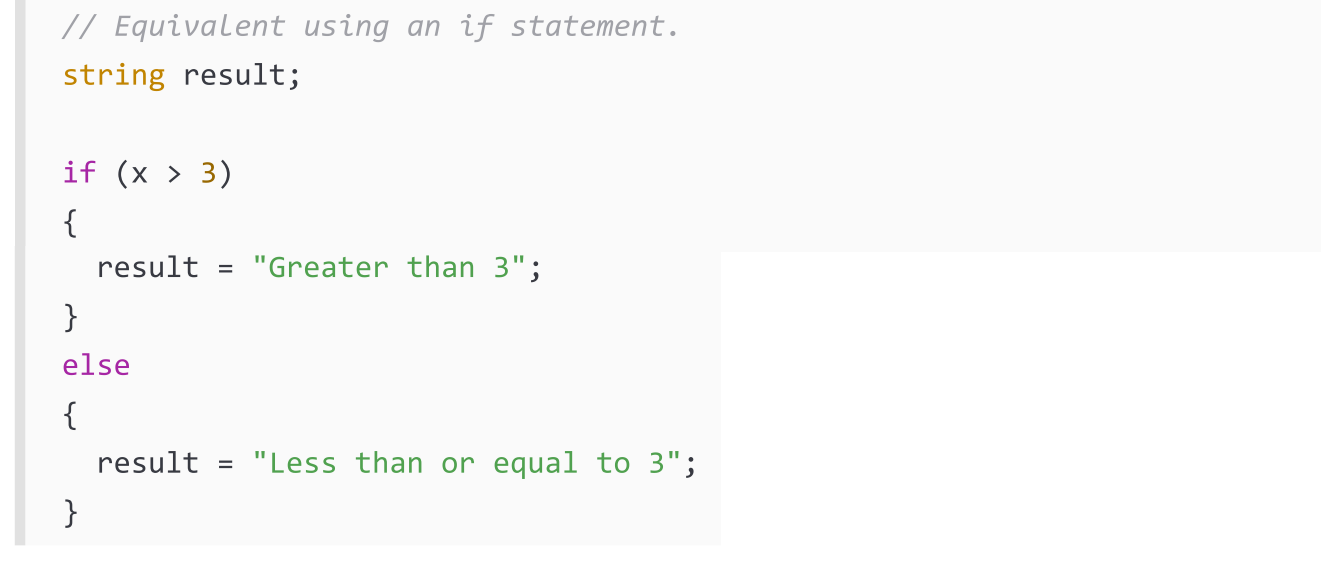 // Equivalent using an if statement.
string result;

if (x > 3)
{
  result = "Greater than 3";
}
else
{
  result = "Less than or equal to 3";
}